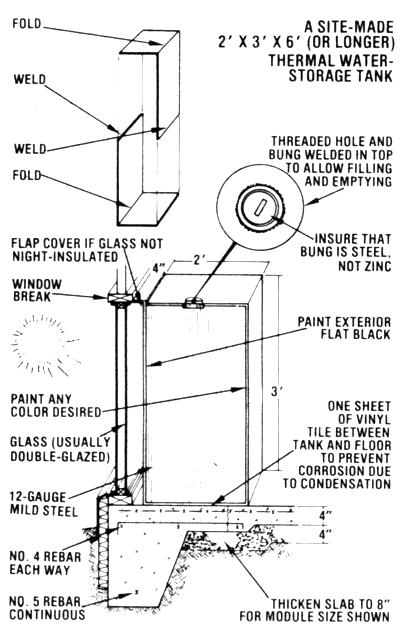 A SITE-MADE
2' X 3' X 6' (OR LONGER)
THERMAL WATER-
STORAGE TANK
FOLD
WELD
WELD
FOLD
THREADED HOLE AND
BUNG WELDED IN TOP
TO ALLOW FILLING
AND EMPTYING
INSURE THAT
BUNG IS STEEL,
NOT ZINC
FLAP COVER IF GLASS NOT
NIGHT-INSULATED
4"
2'
WINDOW
BREAK
PAINT EXTERIOR
FLAT BLACK
3'
PAINT ANY
COLOR DESIRED
GLASS (USUALLY
DOUBLE-GLAZED)
ONE SHEET
OF VINYL
TILE BETWEEN
TANK AND FLOOR
TO PREVENT
CORROSION DUE
TO CONDENSATION
12-GAUGE
MILD STEEL
4"
4"
NO. 4 REBAR
EACH WAY
NO. 5 REBAR
CONTINUOUS
THICKEN SLAB TO 8"
FOR MODULE SIZE SHOWN